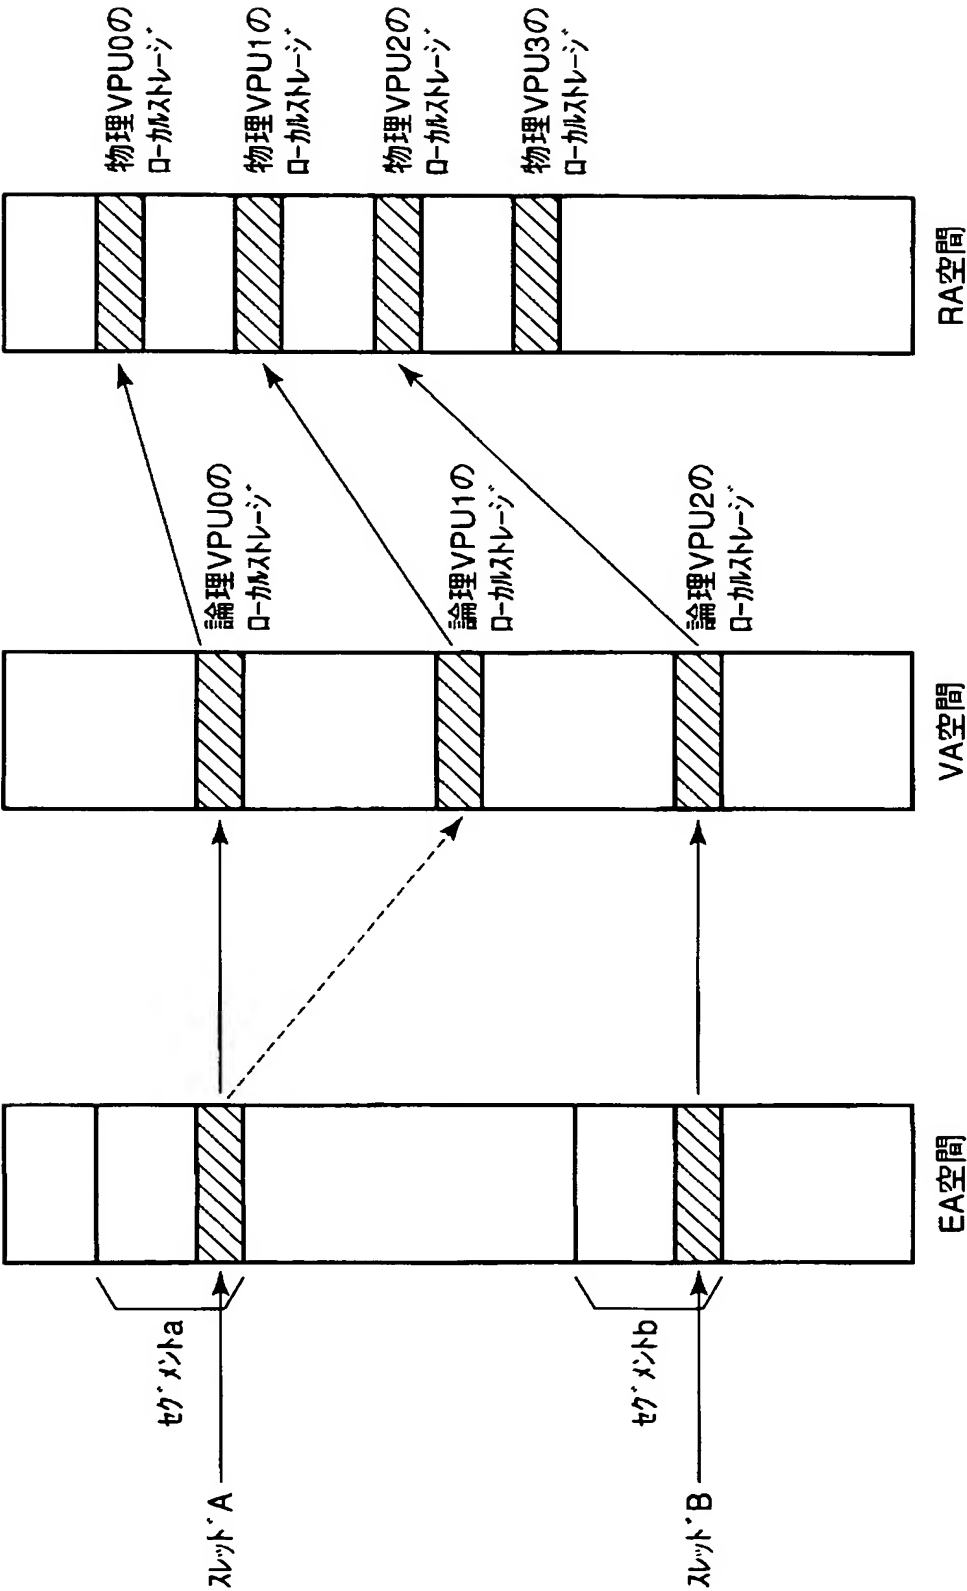 スレッドA
セグメントa
スレッドB
セグメントb
EA空間
論理VPU0の
ローカルストレージ
論理VPU1の
ローカルストレージ
論理VPU2の
ローカルストレージ
VA空間
物理VPU0の
ローカルストレージ
物理VPU1の
ローカルストレージ
物理VPU2の
ローカルストレージ
物理VPU3の
ローカルストレージ
RA空間